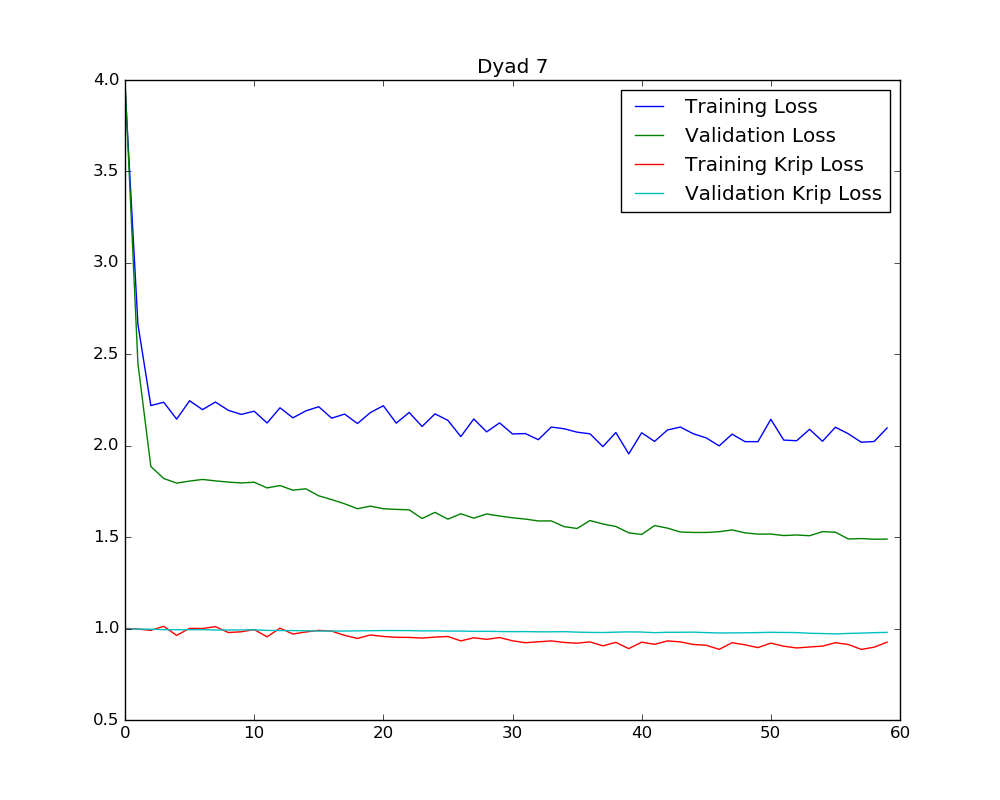 Dyad 7
4.0
3.5
3.0
2.5
2.0
1.5
1.0
0.5
0 10 20 30 40 50 60
Training Loss
Validation Loss
Training Krip Loss
Validation Krip Loss